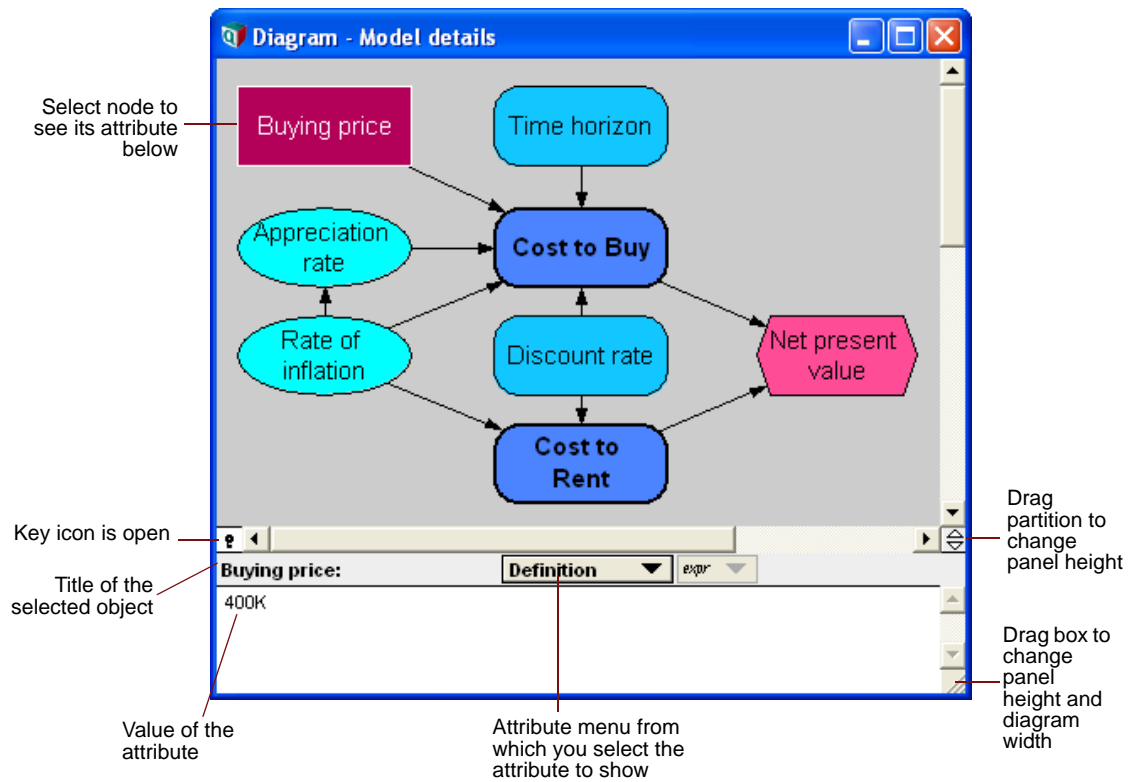 Diagram - Model details
Select node to
see its attribute
below
Buying price
Time horizon
Appreciation
rate
Cost to Buy
Rate of
inflation
Discount rate
Net present
value
Cost to
Rent
Key icon is open
Drag
partition to
change
panel height
Title of the
selected object
Buying price:
Definition
expr
400K
Drag box to
change
panel
height and
diagram
width
Value of the
attribute
Attribute menu from
which you select the
attribute to show